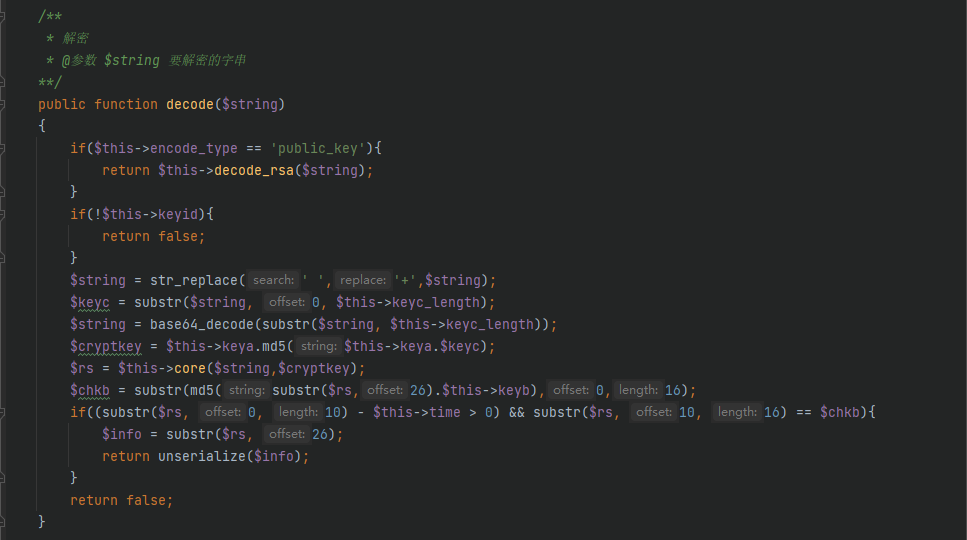 /**
 * 解密
 * @参数 $string 要解密的字串
**/
public function decode($string)
{
    if($this->encode_type == 'public_key'){
        return $this->decode_rsa($string);
    }
    if(!$this->keyid){
        return false;
    }
    $string = str_replace( search: ' ', replace: '+',$string);
    $keyc = substr($string, offset: 0, $this->keyc_length);
    $string = base64_decode(substr($string, $this->keyc_length));
    $cryptkey = $this->keya.md5( string: $this->keya.$keyc);
    $rs = $this->core($string,$cryptkey);
    $chkb = substr(md5( string: substr($rs, offset: 26).$this->keyb), offset: 0, length: 16);
    if((substr($rs, offset: 0, length: 10) - $this->time > 0) && substr($rs, offset: 10, length: 16) == $chkb){
        $info = substr($rs, offset: 26);
        return unserialize($info);
    }
    return false;
}